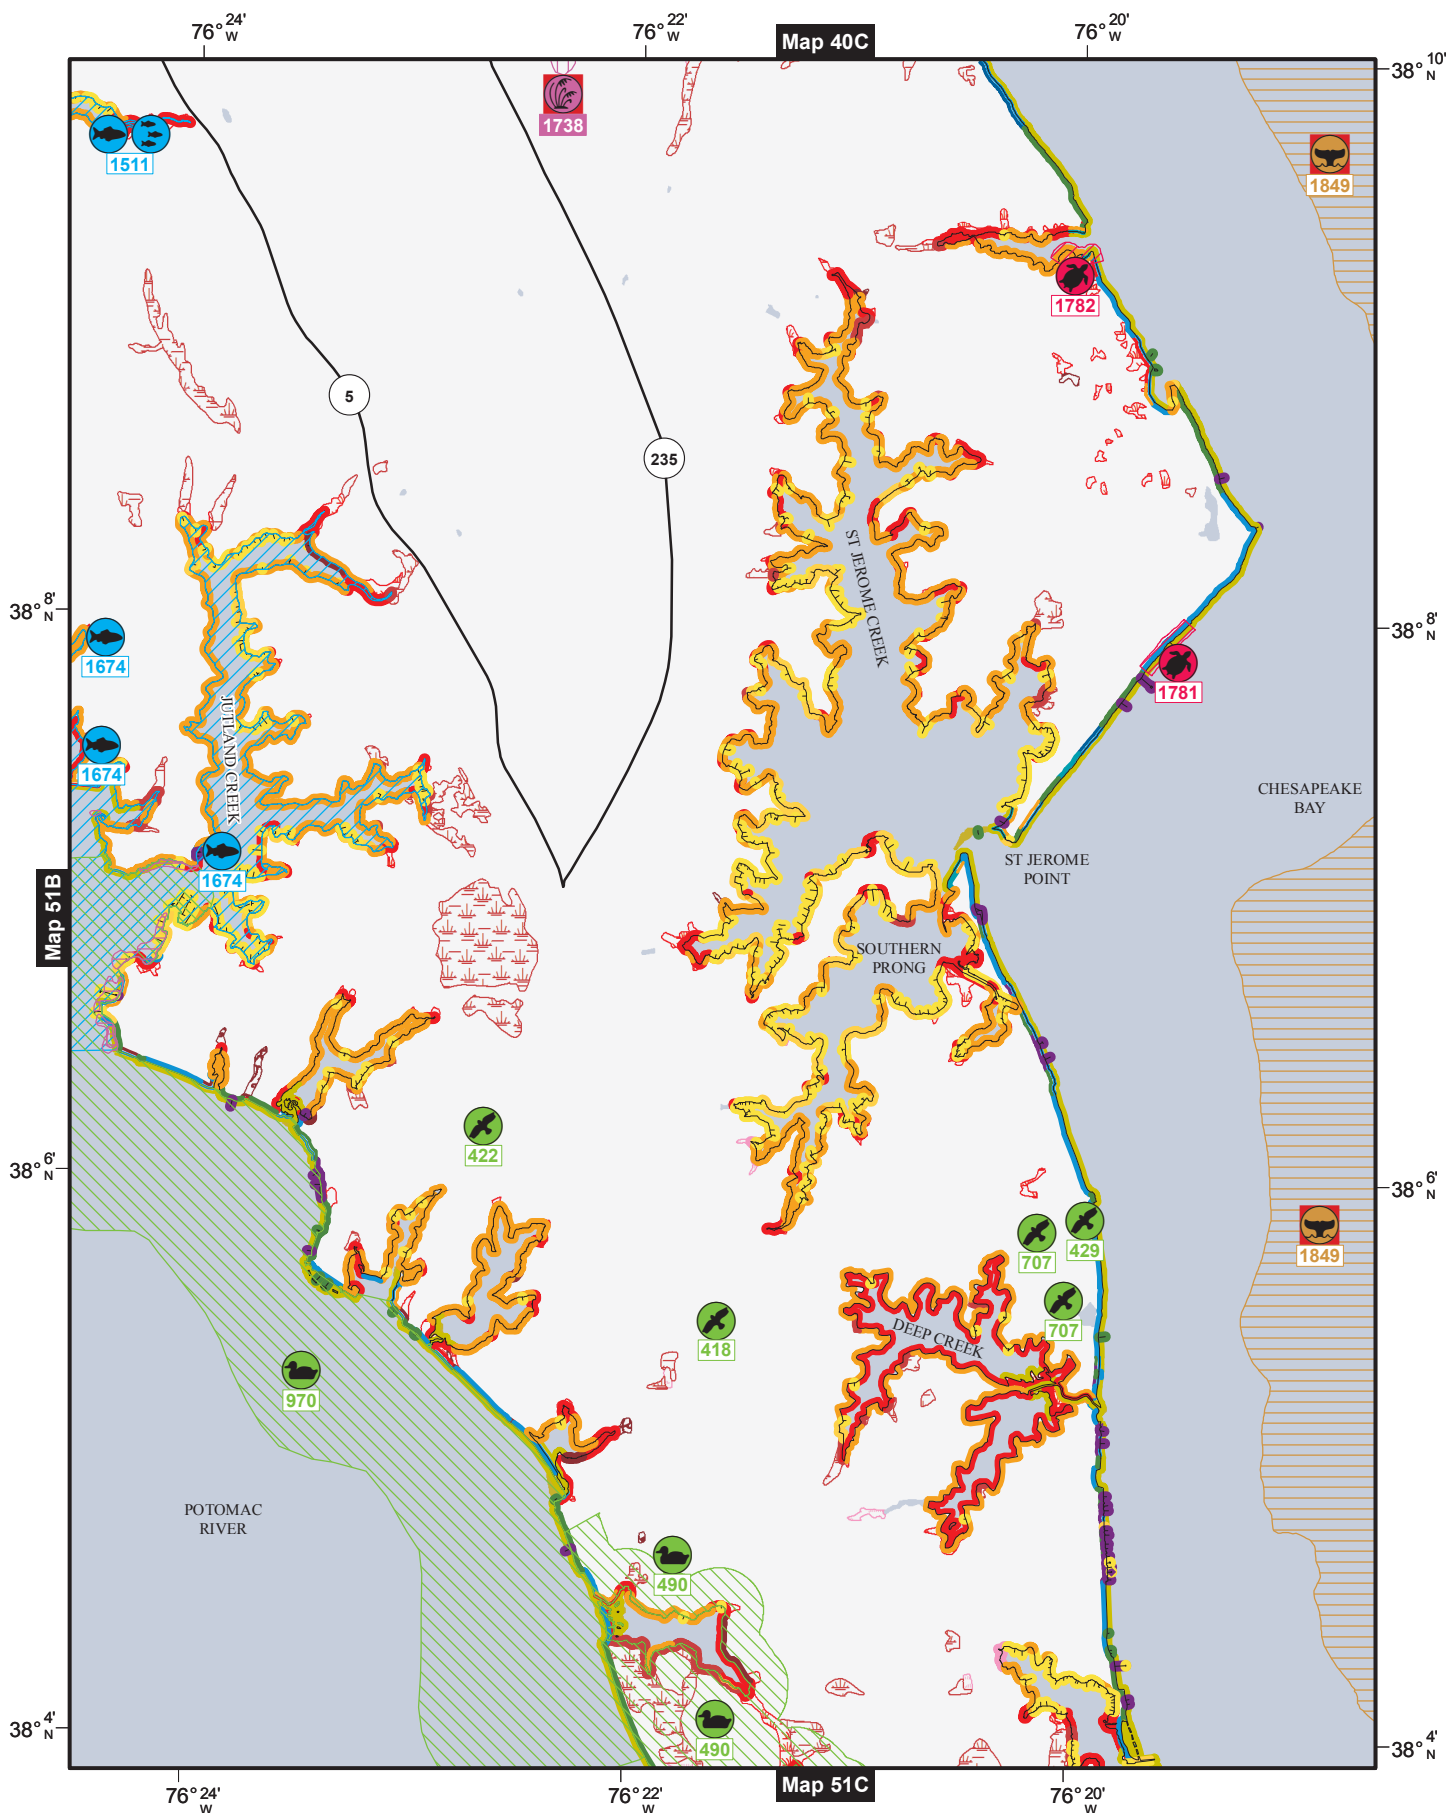 76° 24'
W
76° 22'
W
76° 20'
W
Map 40C
38° 10'
N
1738
1511
1849
1782
5
235
38° 8'
N
38° 8'
N
ST JEROME CREEK
1674
1781
JUTLAND CREEK
1674
CHESAPEAKE
BAY
1674
ST JEROME
POINT
Map 51B
SOUTHERN
PRONG
422
38° 6'
N
38° 6'
N
707
429
1849
707
418
DEEP CREEK
970
POTOMAC
RIVER
490
490
38° 4'
N
38° 4'
N
Map 51C
76° 24'
W
76° 22'
W
76° 20'
W